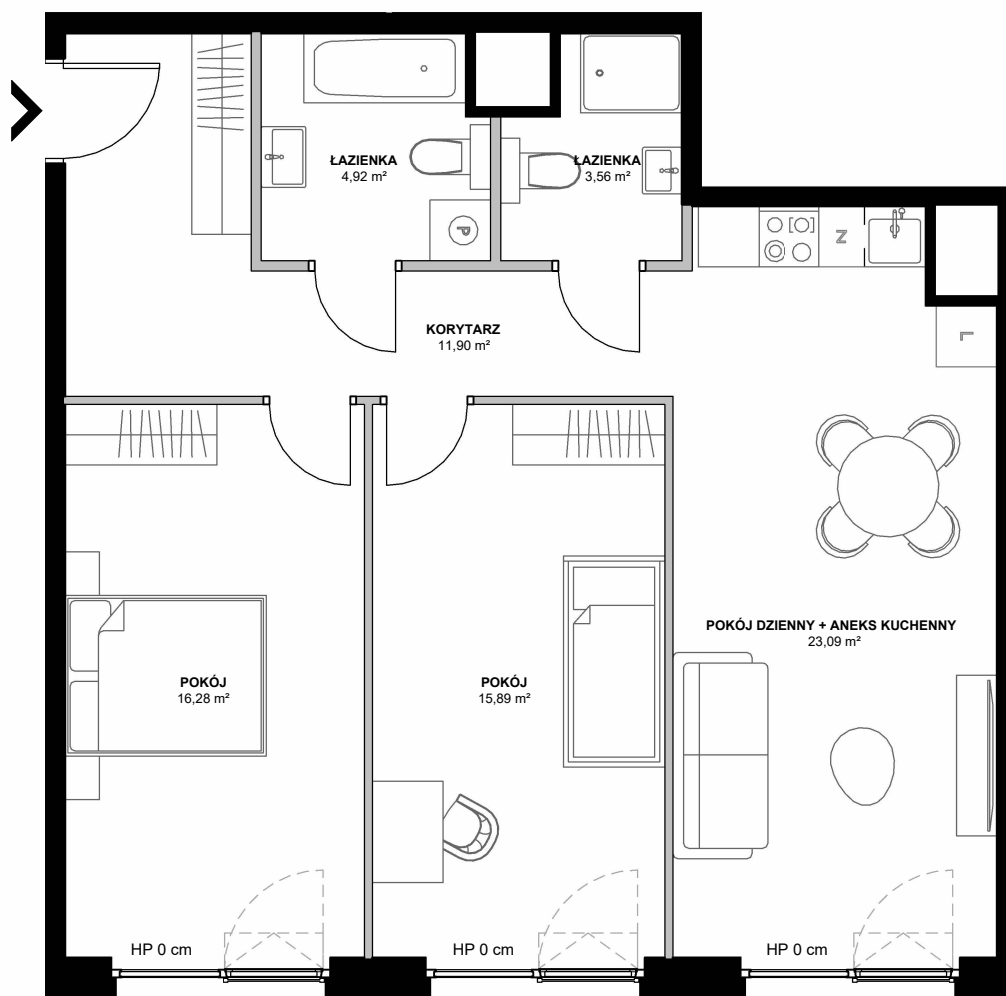 ŁAZIENKA
4,92 m²
ŁAZIENKA
3,56 m²
P
Z
L
KORYTARZ
11,90 m²
POKÓJ DZIENNY + ANEKS KUCHENNY
23,09 m²
POKÓJ
16,28 m²
POKÓJ
15,89 m²
HP 0 cm
HP 0 cm
HP 0 cm